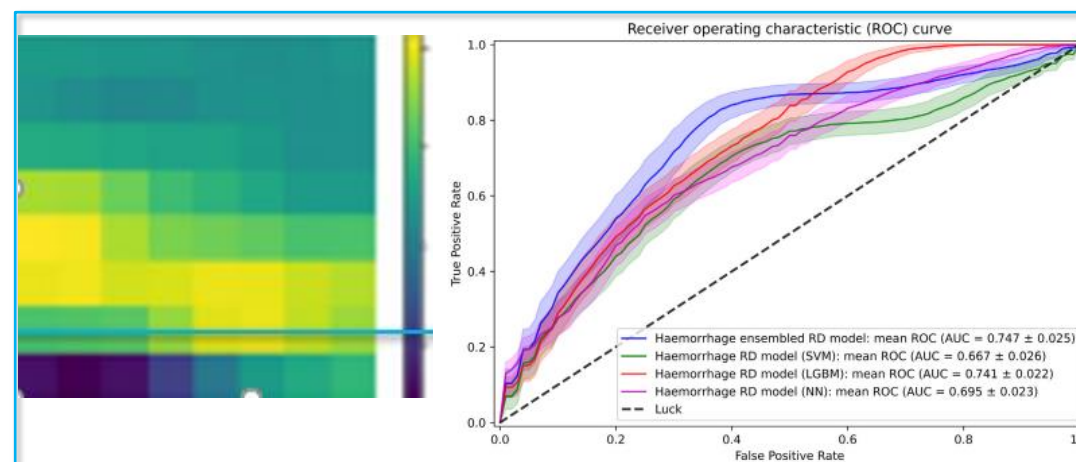 Receiver operating characteristic (ROC) curve
1.0
0.8
0.6
0.4
0.2
0.0
True Positive Rate
Haemorrhage ensembled RD model: mean ROC (AUC = 0.747 ± 0.025)
Haemorrhage RD model (SVM): mean ROC (AUC = 0.667 ± 0.026)
Haemorrhage RD model (LGBM): mean ROC (AUC = 0.741 ± 0.022)
Haemorrhage RD model (NN): mean ROC (AUC = 0.695 ± 0.023)
Luck
0.0 0.2 0.4 0.6 0.8
False Positive Rate